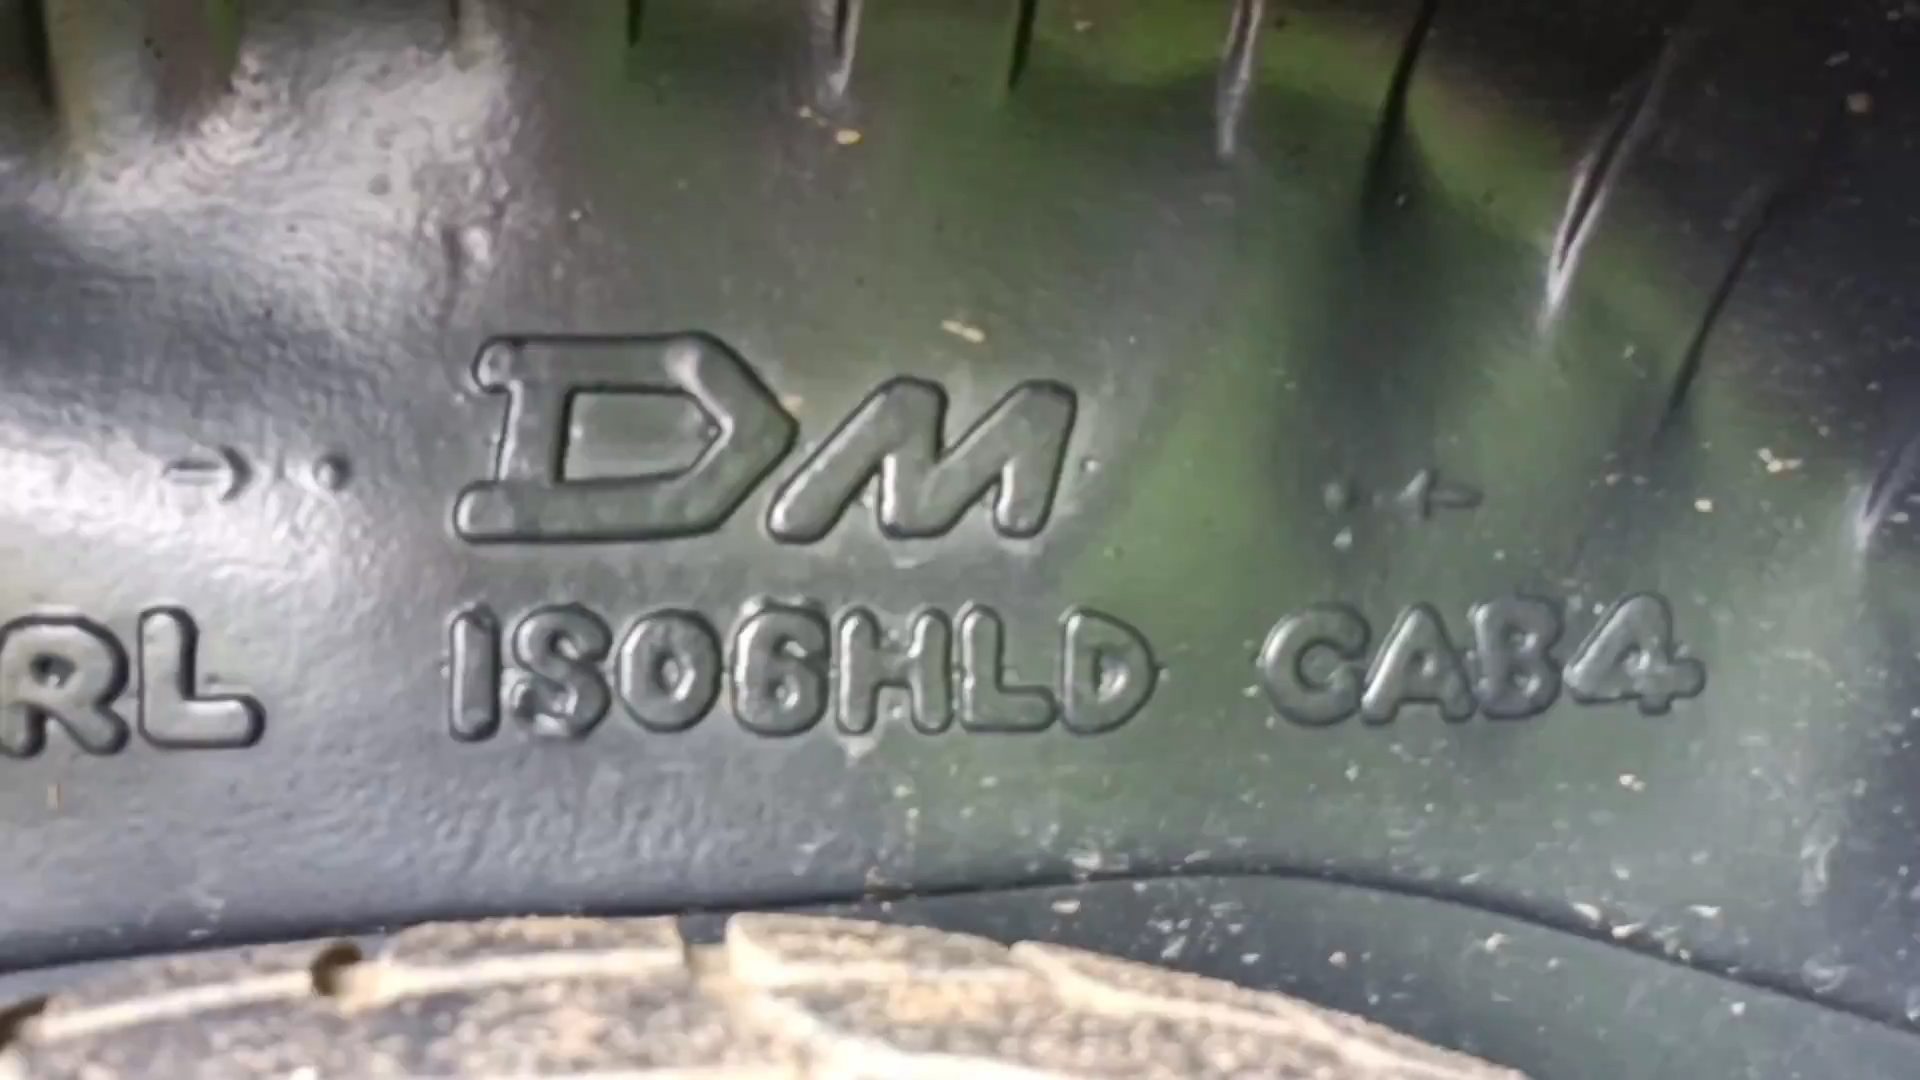 → • DM • ←
RL IS06HLD GAB4